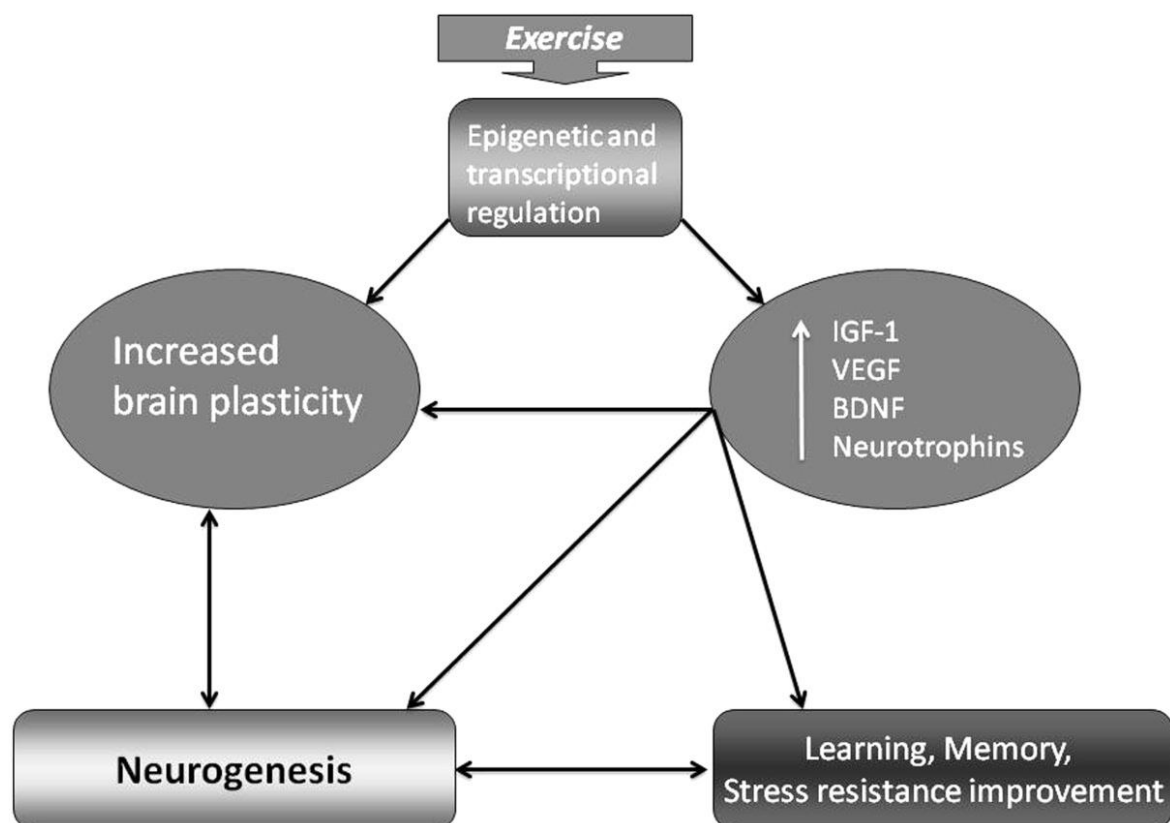 Exercise
Epigenetic and
transcriptional
regulation
Increased
brain plasticity
IGF-1
VEGF
BDNF
Neurotrophins
Neurogenesis
Learning, Memory,
Stress resistance improvement